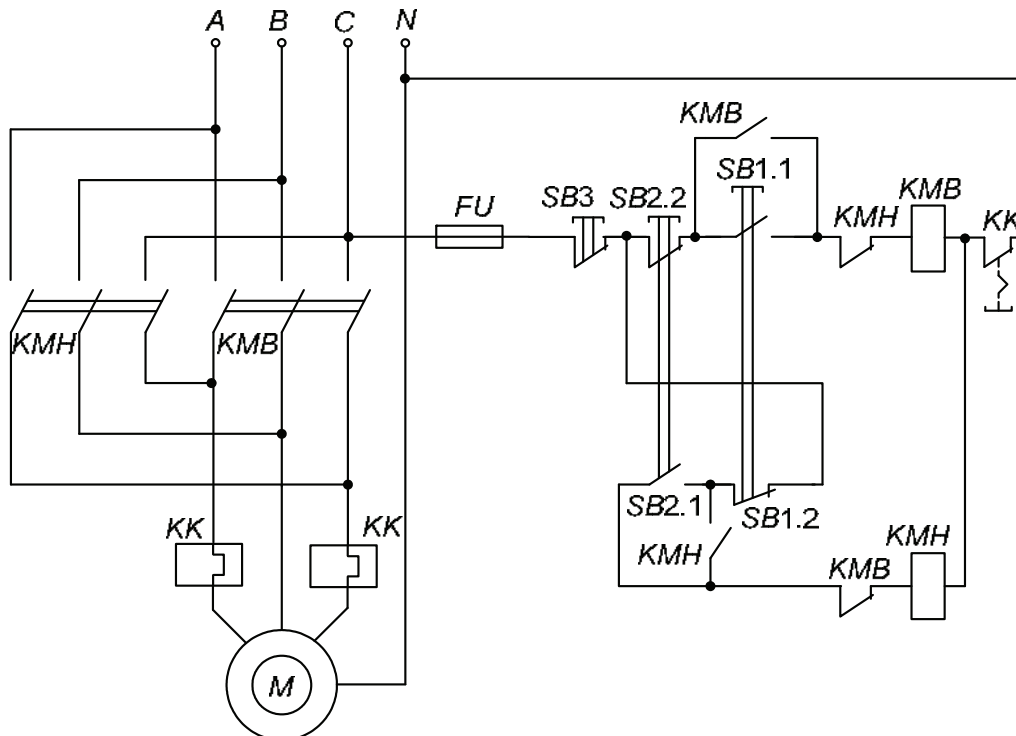 A B C N
KMB
SB1.1
SB3 SB2.2
KMB
FU
KMH
KK
KMH KMB
SB2.1
SB1.2
KK KK
KMH
KMH
KMB
M